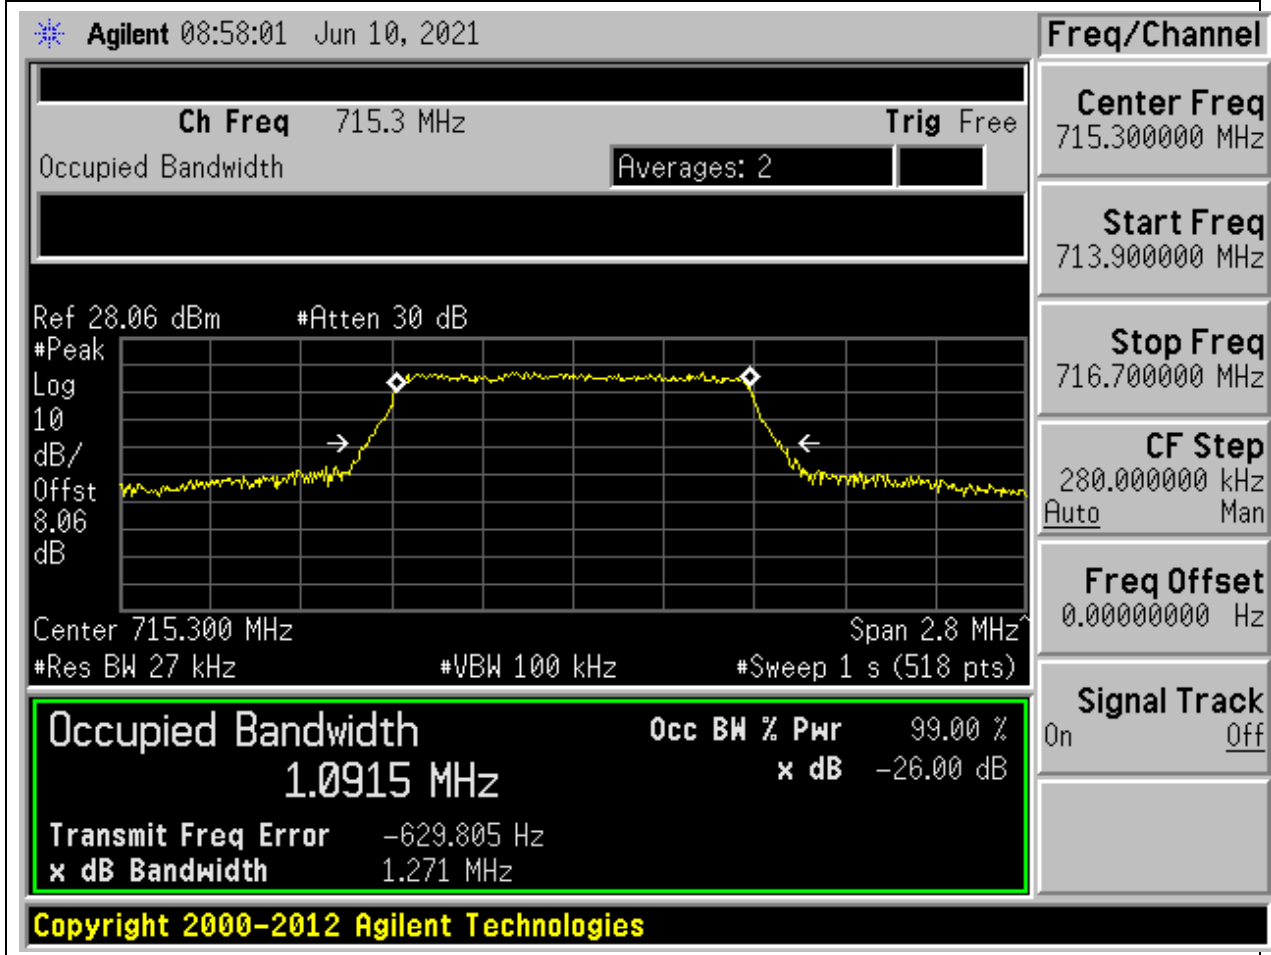 Agilent 08:58:01 Jun 10, 2021
Freq/Channel
Ch Freq 715.3 MHz Trig Free
Occupied Bandwidth Averages: 2
Ref 28.06 dBm #Atten 30 dB
#Peak
Log
10
dB/
Offst
8.06
dB
Center 715.300 MHz Span 2.8 MHz^
#Res BW 27 kHz #VBW 100 kHz #Sweep 1 s (518 pts)
Occupied Bandwidth Occ BW % Pwr 99.00 %
1.0915 MHz x dB -26.00 dB
Transmit Freq Error -629.805 Hz
x dB Bandwidth 1.271 MHz
Center Freq
715.300000 MHz
Start Freq
713.900000 MHz
Stop Freq
716.700000 MHz
CF Step
280.000000 kHz
Auto Man
Freq Offset
0.00000000 Hz
Signal Track
On Off
Copyright 2000-2012 Agilent Technologies